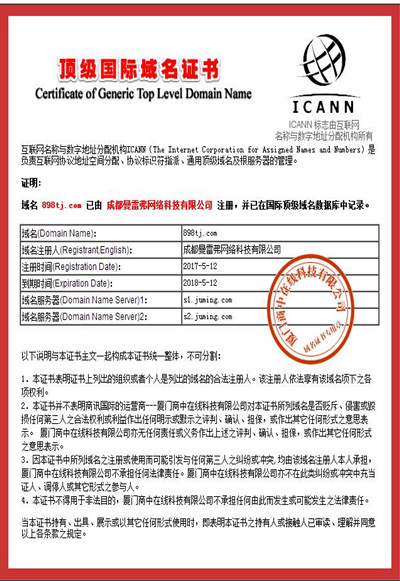 顶级国际域名证书
Certificate of Generic Top Level Domain Name
ICANN
ICANN 标志由互联网
名称与数字地址分配机构所有
互联网名称与数字地址分配机构ICANN (The Internet Corporation for Assigned Names and Numbers) 是
负责互联网协议地址空间分配、协议标识符指派、通用顶级域名及根服务器的管理。
证明:
域名 898tj.com 已由 成都曼雷弗网络科技有限公司 注册,并已在国际顶级域名数据库中记录。
域名(Domain Name): 898tj.com
域名注册人(Registrant,English): 成都曼雷弗网络科技有限公司
注册时间(Registration Date): 2017-5-12
到期时间(Expiration Date): 2018-5-12
域名服务器(Domain Name Server)1: s1.juming.com
域名服务器(Domain Name Server)2: s2.juming.com
厦门商中在线科技有限公司
域名证书专用章
以下说明与本证书主文一起构成本证书统一整体,不可分割:
1. 本证书表明证书上列出的组织或者个人是列出的域名的合法注册人。该注册人依法享有该域名项下之各
项权利。
2. 本证书并不表明商讯国际的运营商---厦门商中在线科技有限公司对本证书所列域名是否贬斥、侵害或毁
损任何第三人之合法权利或利益作出任何明示或默示之评判、确认、担保,或作出其它任何形式之意思表
示。 厦门商中在线科技有限公司亦无任何责任或义务作出上述之评判、确认、担保,或作出其它任何形式
之意思表示。
3. 因本证书中所列域名之注册或使用而可能引发与任何第三人之纠纷或冲突,均由该域名注册人本人承担,
厦门商中在线科技有限公司不承担任何法律责任。厦门商中在线科技有限公司亦不在此类纠纷或冲突中充当
证人、调停人或其它形式之参与人。
4. 本证书不得用于非法目的,厦门商中在线科技有限公司不承担任何由此而发生或可能发生之法律责任。
当本证书持有、出具、展示或以其它任何形式使用时,即表明本证书之持有人或接触人已审读、理解并同意
以上各条款之规定。